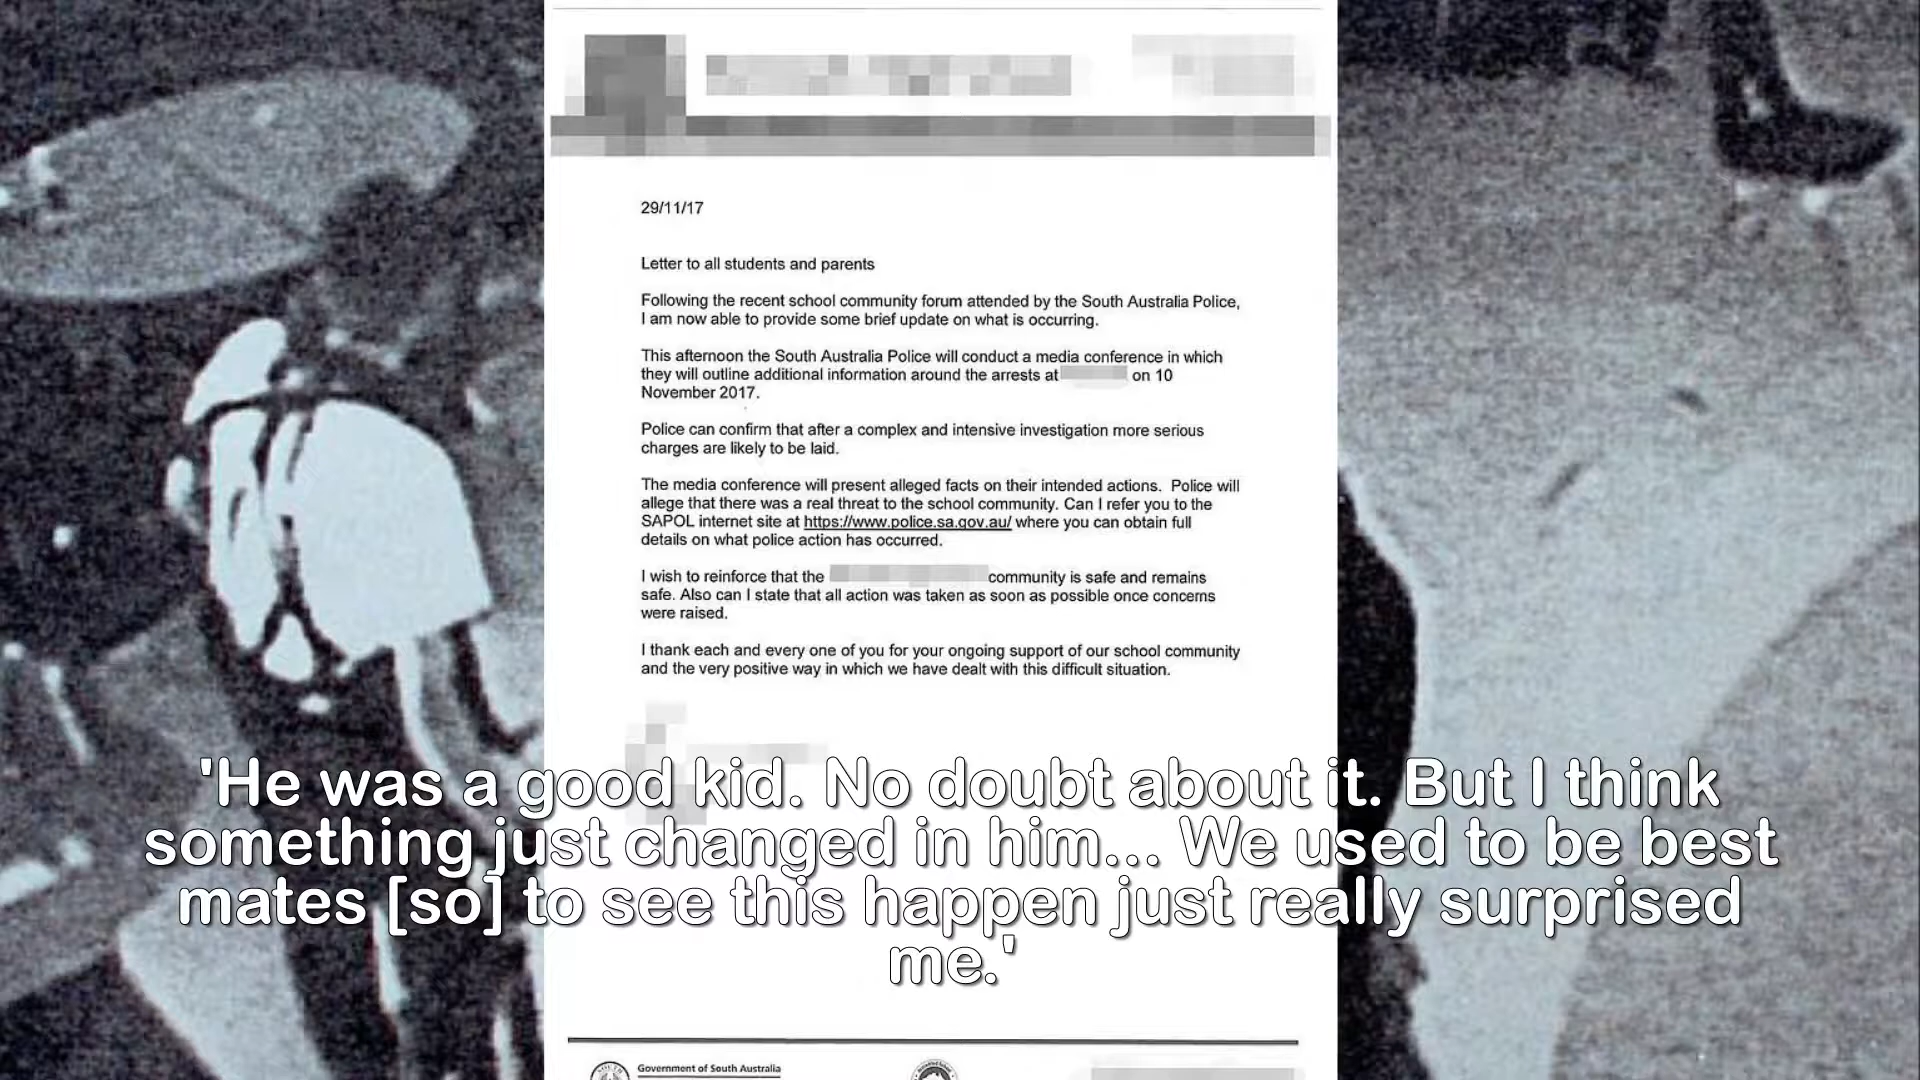 29/11/17
Letter to all students and parents
Following the recent school community forum attended by the South Australia Police,
I am now able to provide some brief update on what is occurring.
This afternoon the South Australia Police will conduct a media conference in which
they will outline additional information around the arrests at on 10
November 2017.
Police can confirm that after a complex and intensive investigation more serious
charges are likely to be laid.
The media conference will present alleged facts on their intended actions. Police will
allege that there was a real threat to the school community. Can I refer you to the
SAPOL internet site at https://www.police.sa.gov.au/ where you can obtain full
details on what police action has occurred.
I wish to reinforce that the community is safe and remains
safe. Also can I state that all action was taken as soon as possible once concerns
were raised.
I thank each and every one of you for your ongoing support of our school community
and the very positive way in which we have dealt with this difficult situation.
'He was a good kid. No doubt about it. But I think
something just changed in him... We used to be best
mates [so] to see this happen just really surprised
me.'
Government of South Australia